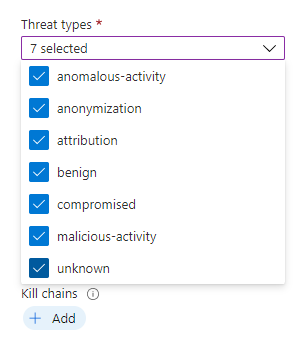 Threat types *
7 selected
anomalous-activity
anonymization
attribution
benign
compromised
malicious-activity
unknown
Kill chains
Add